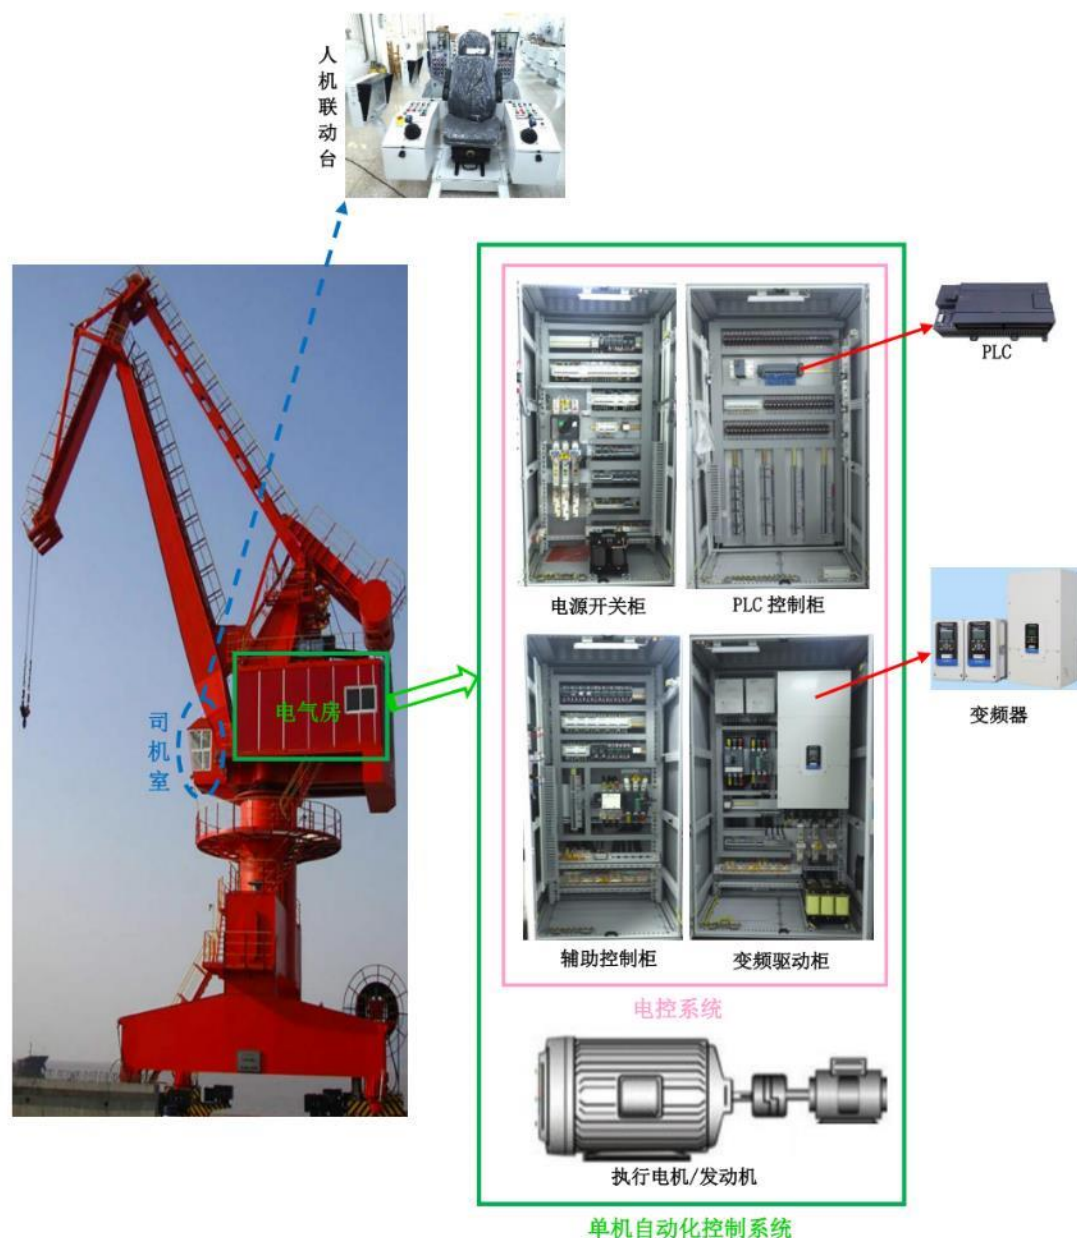 人机联动台
PLC
电源开关柜
PLC 控制柜
电气房
司机室
变频器
辅助控制柜
变频驱动柜
电控系统
执行电机/发动机
单机自动化控制系统